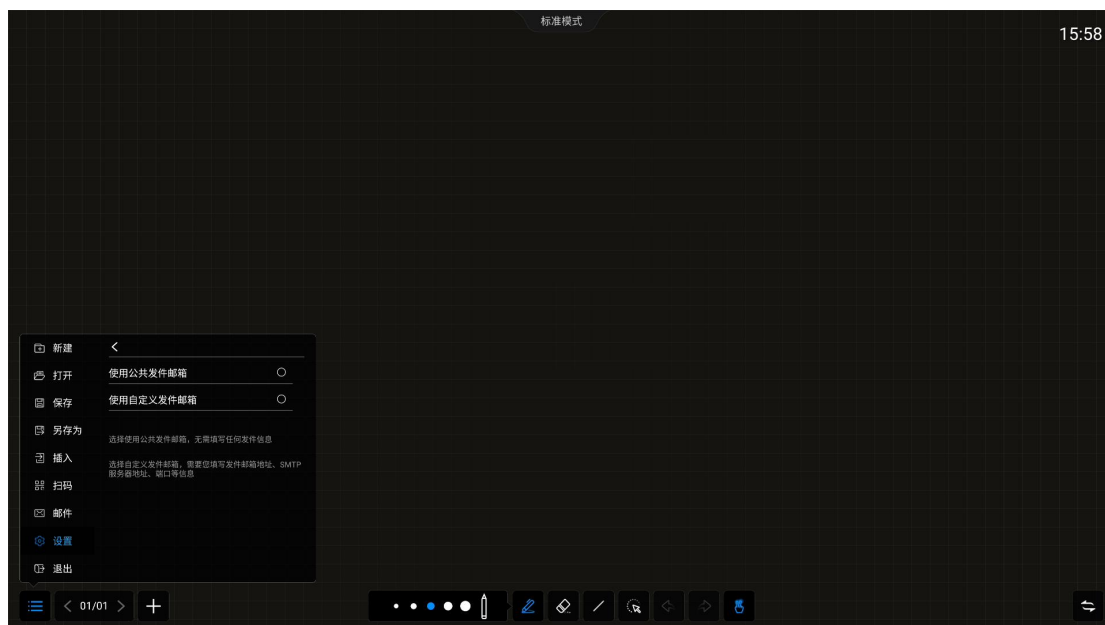 标准模式
15:58
新建
打开
保存
另存为
插入
扫码
邮件
设置
退出
使用公共发件邮箱
使用自定义发件邮箱
选择使用公共发件邮箱，无需填写任何发件信息
选择自定义发件邮箱，需要您填写发件邮箱地址、SMTP
服务器地址、端口等信息
01/01